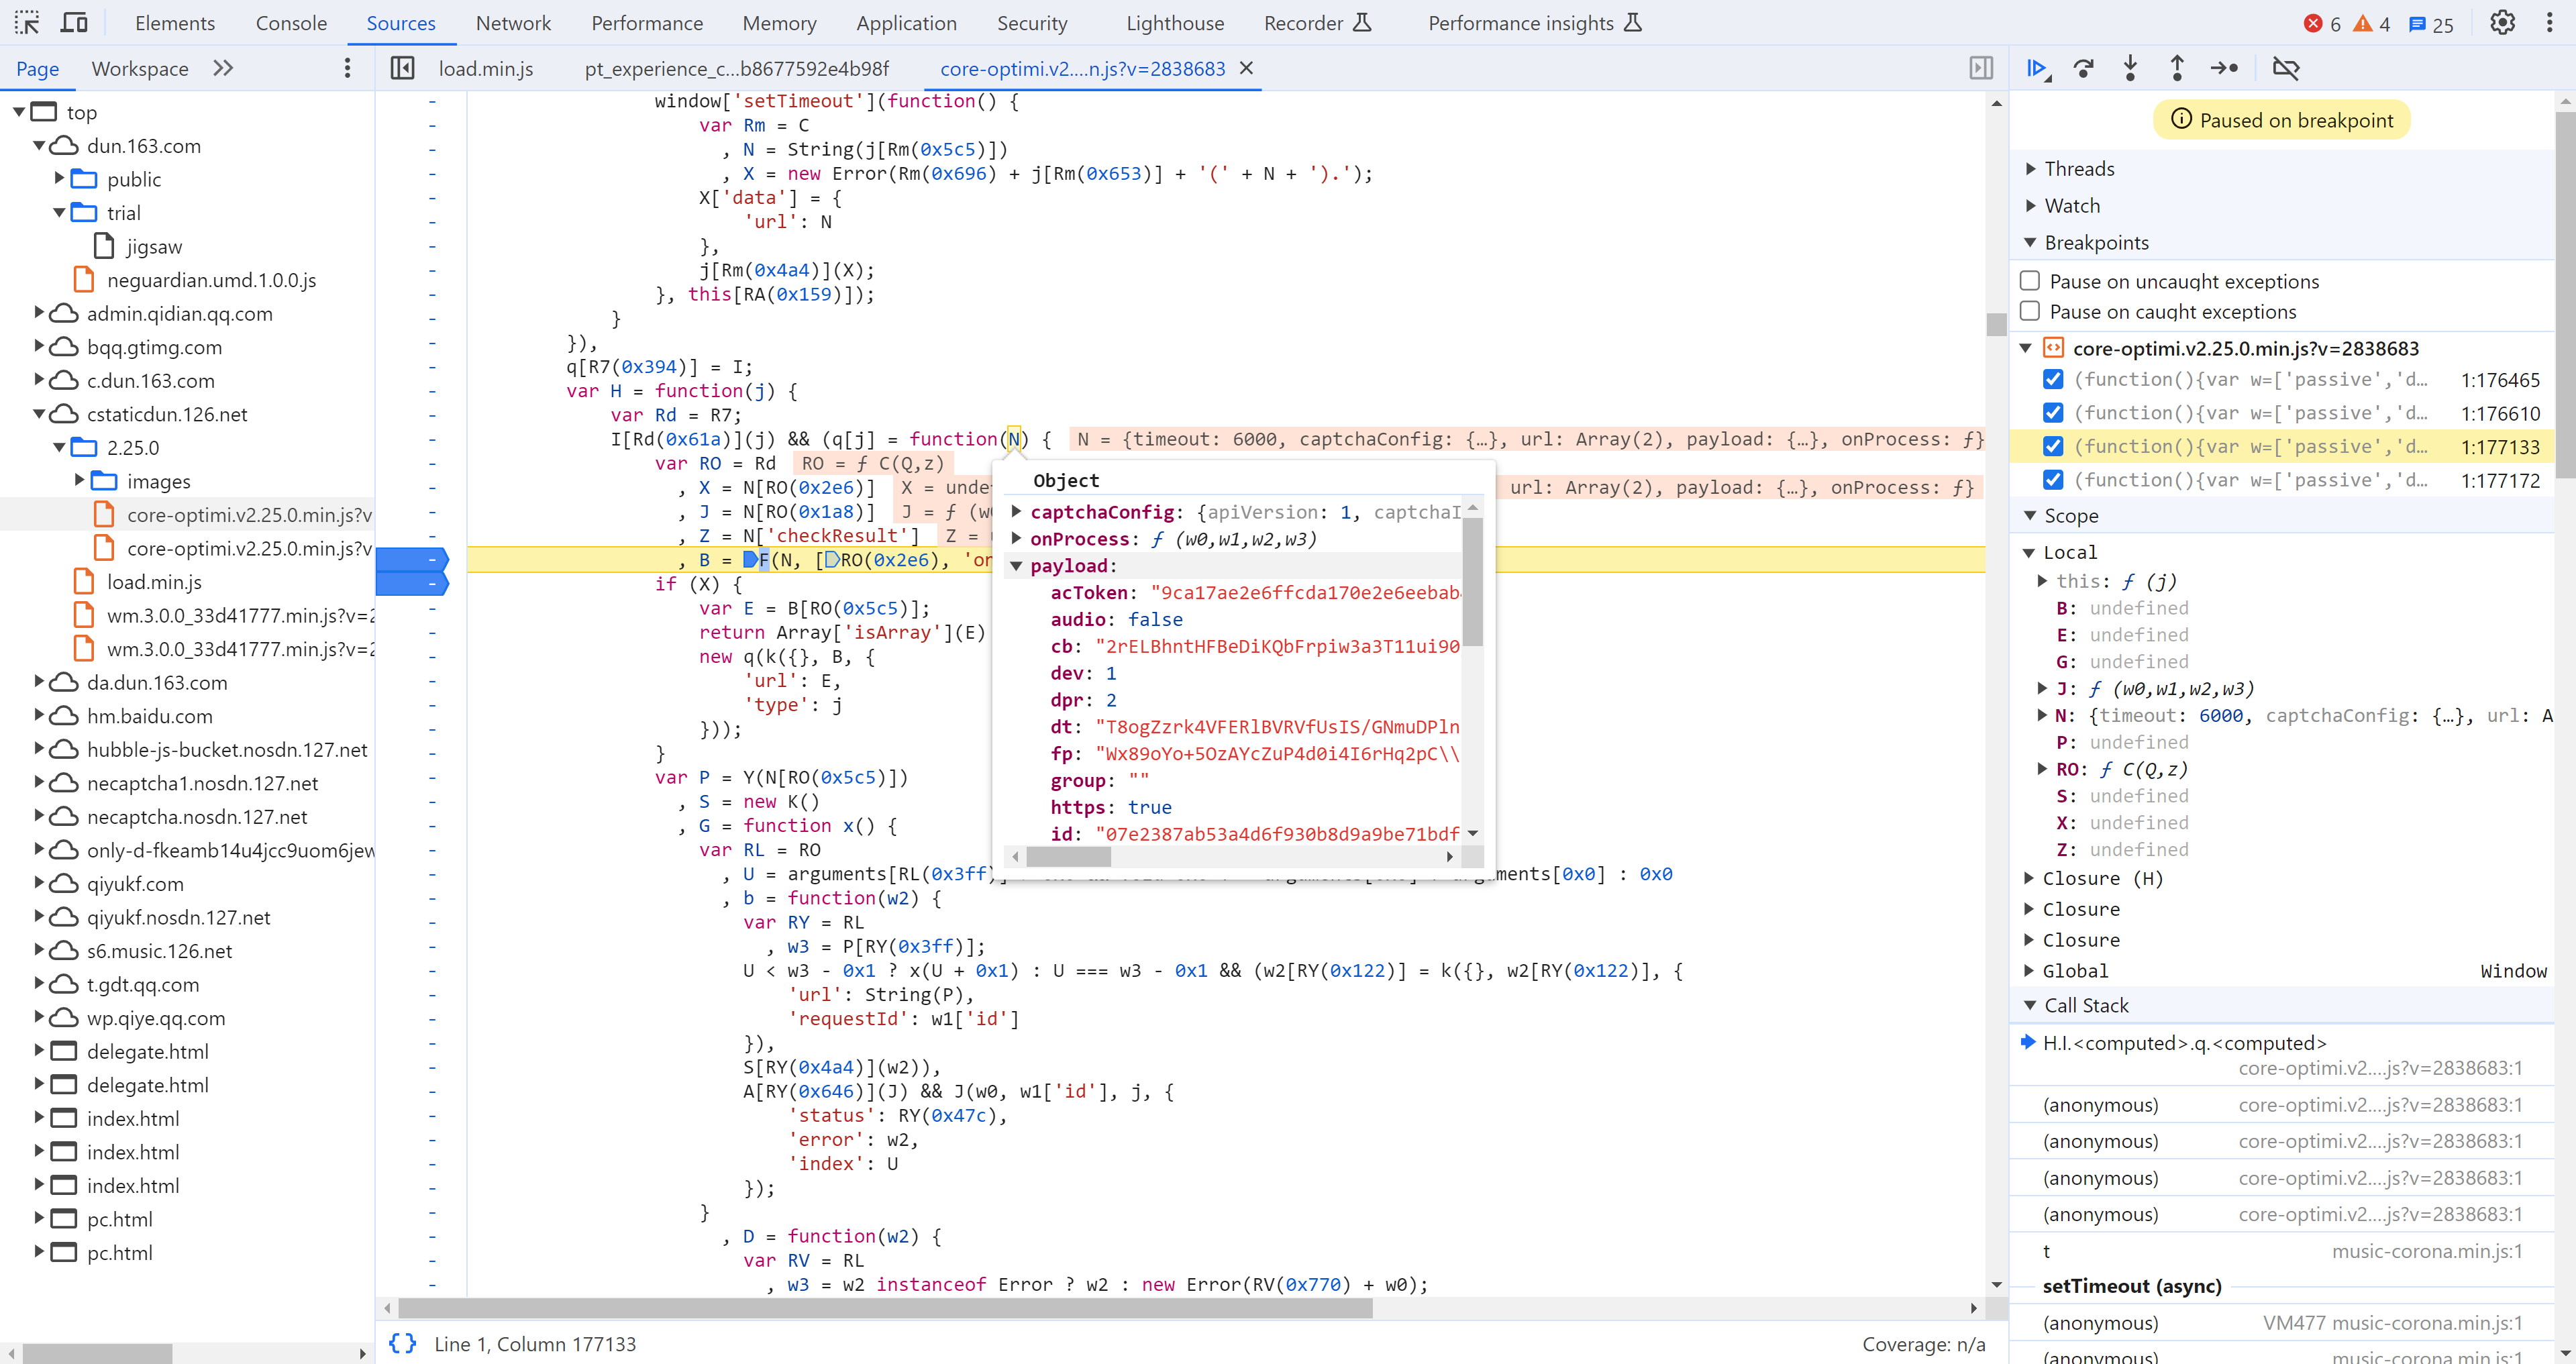 Elements Console Sources Network Performance Memory Application Security Lighthouse Recorder Performance insights 6 4 25
Page Workspace
load.min.js pt_experience_c...b8677592e4b98f core-optimi.v2....n.js?v=2838683
top
dun.163.com
public
trial
jigsaw
neguardian.umd.1.0.0.js
admin.qidian.qq.com
bqq.gtimg.com
c.dun.163.com
cstaticdun.126.net
2.25.0
images
core-optimi.v2.25.0.min.js?v
core-optimi.v2.25.0.min.js?v
load.min.js
wm.3.0.0_33d41777.min.js?v=2
wm.3.0.0_33d41777.min.js?v=2
da.dun.163.com
hm.baidu.com
hubble-js-bucket.nosdn.127.net
necaptcha1.nosdn.127.net
necaptcha.nosdn.127.net
only-d-fkeamb14u4jcc9uom6jew
qiyukf.com
qiyukf.nosdn.127.net
s6.music.126.net
t.gdt.qq.com
wp.qiye.qq.com
delegate.html
delegate.html
index.html
index.html
index.html
pc.html
pc.html
window['setTimeout'](function() {
var Rm = C
, N = String(j[Rm(0x5c5)])
, X = new Error(Rm(0x696) + j[Rm(0x653)] + '(' + N + ').');
X['data'] = {
'url': N
},
j[Rm(0x4a4)](X);
}, this[RA(0x159)]);
}
}),
q[R7(0x394)] = I;
var H = function(j) {
var Rd = R7;
I[Rd(0x61a)](j) && (q[j] = function(N) { N = {timeout: 6000, captchaConfig: {…}, url: Array(2), payload: {…}, onProcess: ƒ}
var RO = Rd RO = ƒ C(Q,z)
, X = N[RO(0x2e6)] X = unde url: Array(2), payload: {…}, onProcess: ƒ}
, J = N[RO(0x1a8)] J = ƒ (w
, Z = N['checkResult'] Z =
, B = F(N, [RO(0x2e6), 'on
if (X) {
var E = B[RO(0x5c5)];
return Array['isArray'](E)
new q(k({}, B, {
'url': E,
'type': j
}));
}
var P = Y(N[RO(0x5c5)])
, S = new K()
, G = function x() {
var RL = RO
, U = arguments[RL(0x3ff)] ments[0x0] : 0x0
, b = function(w2) {
var RY = RL
, w3 = P[RY(0x3ff)];
U < w3 - 0x1 ? x(U + 0x1) : U === w3 - 0x1 && (w2[RY(0x122)] = k({}, w2[RY(0x122)], {
'url': String(P),
'requestId': w1['id']
}),
S[RY(0x4a4)](w2)),
A[RY(0x646)](J) && J(w0, w1['id'], j, {
'status': RY(0x47c),
'error': w2,
'index': U
});
}
, D = function(w2) {
var RV = RL
, w3 = w2 instanceof Error ? w2 : new Error(RV(0x770) + w0);
Object
captchaConfig: {apiVersion: 1, captchaI
onProcess: ƒ (w0,w1,w2,w3)
payload:
acToken: "9ca17ae2e6ffcda170e2e6eebab
audio: false
cb: "2rELBhntHFBeDiKQbFrpiw3a3T11ui90
dev: 1
dpr: 2
dt: "T8ogZzrk4VFERlBVRVfUsIS/GNmuDPln
fp: "Wx89oYo+5OzAYcZuP4d0i4I6rHq2pC\\
group: ""
https: true
id: "07e2387ab53a4d6f930b8d9a9be71bdf
{} Line 1, Column 177133 Coverage: n/a
Paused on breakpoint
Threads
Watch
Breakpoints
Pause on uncaught exceptions
Pause on caught exceptions
core-optimi.v2.25.0.min.js?v=2838683
(function(){var w=['passive','d… 1:176465
(function(){var w=['passive','d… 1:176610
(function(){var w=['passive','d… 1:177133
(function(){var w=['passive','d… 1:177172
Scope
Local
this: ƒ (j)
B: undefined
E: undefined
G: undefined
J: ƒ (w0,w1,w2,w3)
N: {timeout: 6000, captchaConfig: {…}, url: A
P: undefined
RO: ƒ C(Q,z)
S: undefined
X: undefined
Z: undefined
Closure (H)
Closure
Closure
Global Window
Call Stack
H.I.<computed>.q.<computed>
core-optimi.v2....js?v=2838683:1
(anonymous) core-optimi.v2....js?v=2838683:1
(anonymous) core-optimi.v2....js?v=2838683:1
(anonymous) core-optimi.v2....js?v=2838683:1
(anonymous) core-optimi.v2....js?v=2838683:1
t music-corona.min.js:1
setTimeout (async)
(anonymous) VM477 music-corona.min.js:1
(anonymous) music-corona.min.js:1